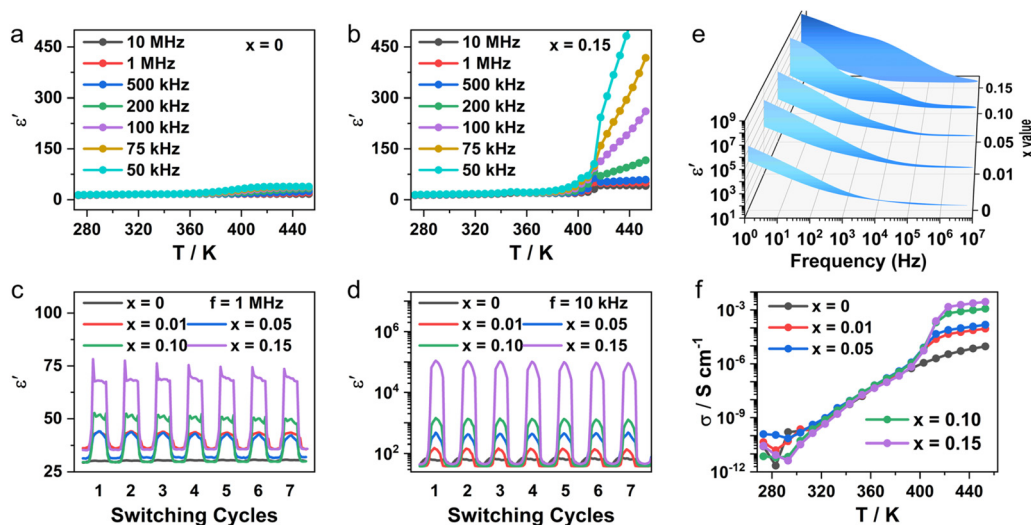 a
x = 0
450
300
150
0
ε′
10 MHz
1 MHz
500 kHz
200 kHz
100 kHz
75 kHz
50 kHz
280 320 360 400 440
T / K
b
x = 0.15
450
300
150
0
ε′
10 MHz
1 MHz
500 kHz
200 kHz
100 kHz
75 kHz
50 kHz
280 320 360 400 440
T / K
e
10⁹
10⁷
10⁵
10³
10¹
ε′
0.15
0.10
0.05
0.01
0
x value
10⁰ 10¹ 10² 10³ 10⁴ 10⁵ 10⁶ 10⁷
Frequency (Hz)
c
100
75
50
25
ε′
x = 0 f = 1 MHz
x = 0.01 x = 0.05
x = 0.10 x = 0.15
1 2 3 4 5 6 7
Switching Cycles
d
10⁶
10⁴
10²
ε′
x = 0 f = 10 kHz
x = 0.01 x = 0.05
x = 0.10 x = 0.15
1 2 3 4 5 6 7
Switching Cycles
f
10⁻³
10⁻⁶
10⁻⁹
10⁻¹²
σ / S cm⁻¹
x = 0
x = 0.01
x = 0.05
x = 0.10
x = 0.15
280 320 360 400 440
T / K